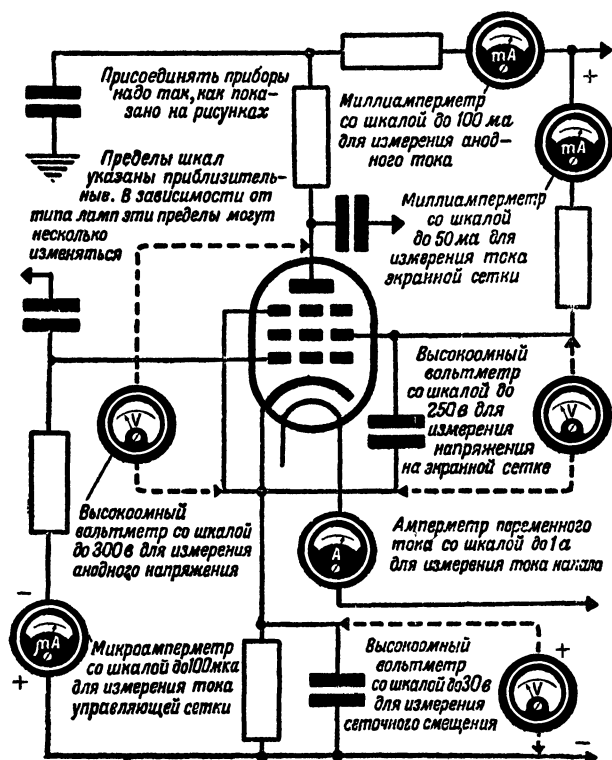 mA
+
Присоединять приборы
надо так, как пока-
зано на рисунках
Миллиамперметр
со шкалой до 100 ма
для измерения анод-
ного тока
mA
Пределы шкал
указаны приблизитель-
ные. В зависимости от
типа ламп эти пределы могут
несколько
изменяться
Миллиамперметр
со шкалой
до 50 ма для
измерения тока
экранной сетки
Высокоомный
вольтметр
со шкалой до
250 в для
измерения
напряжения
на экранной сетке
V
V
Высокоомный
вольтметр со шкалой
до 300 в для измерения
анодного напряжения
Амперметр переменного
тока со шкалой до 1 а
для измерения тока накала
A
-
μA
+
Микроамперметр
со шкалой до 100 мка
для измерения тока
управляющей сетки
Высокоомный
вольтметр
со шкалой до 30 в
для измерения
сеточного смещения
+
V
-